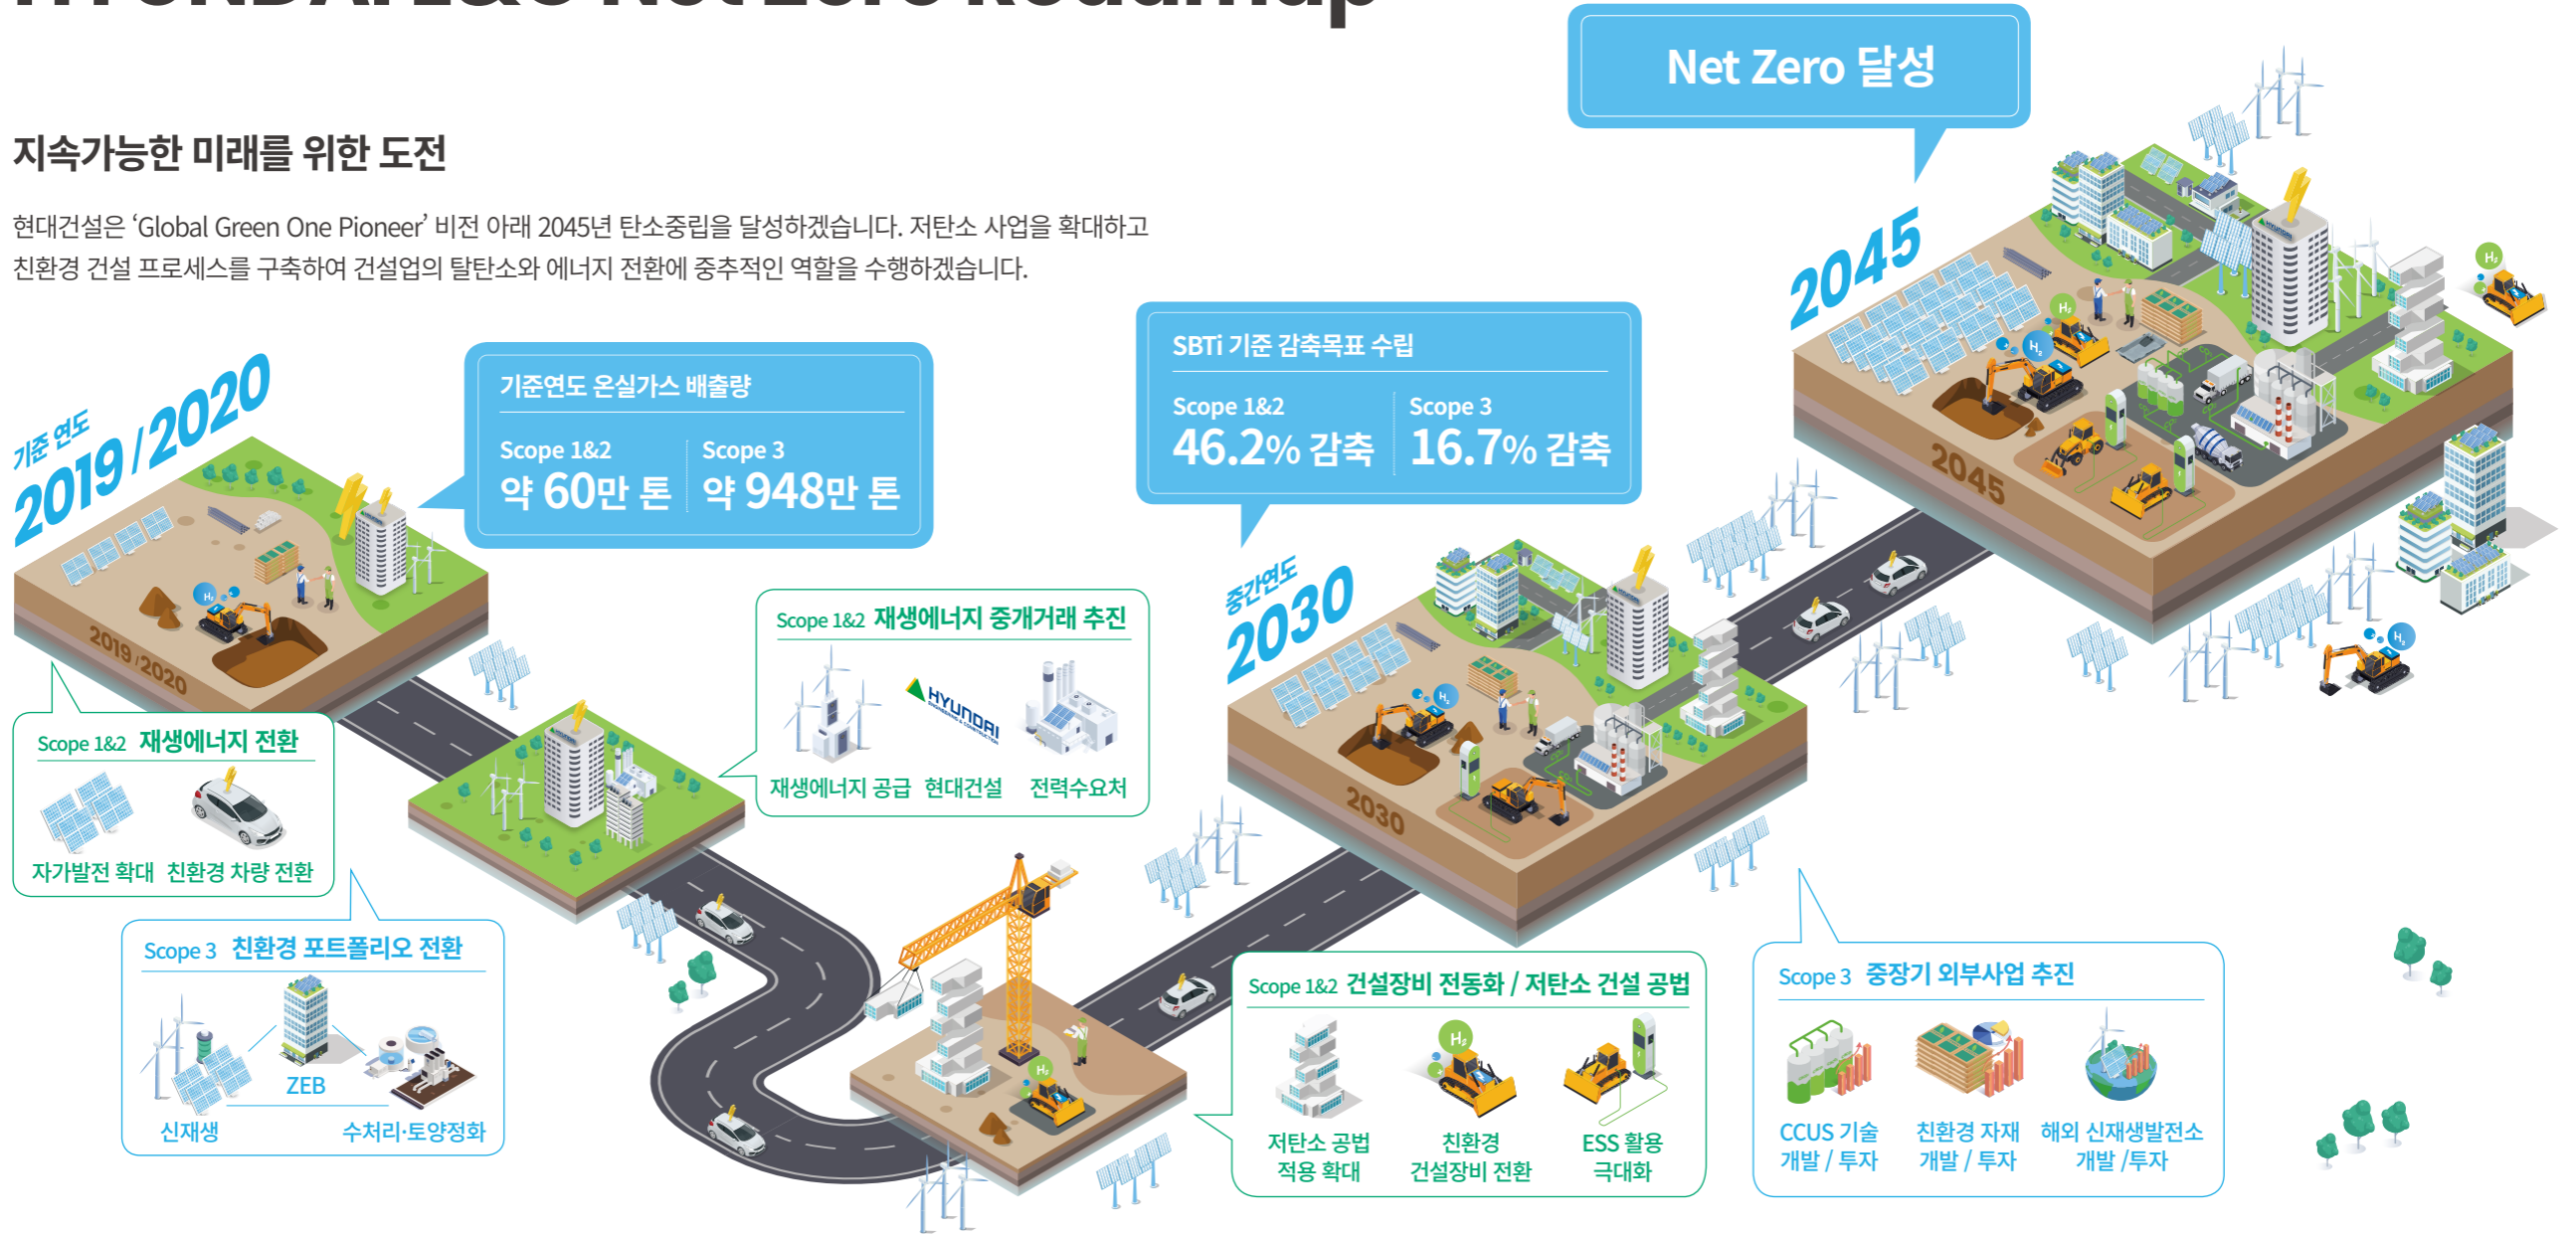 HYUNDAI E&C Net Zero Roadmap
지속가능한 미래를 위한 도전
현대건설은 ‘Global Green One Pioneer’ 비전 아래 2045년 탄소중립을 달성하겠습니다. 저탄소 사업을 확대하고
친환경 건설 프로세스를 구축하여 건설업의 탈탄소와 에너지 전환에 중추적인 역할을 수행하겠습니다.
기준 연도
2019 / 2020
기준연도 온실가스 배출량
Scope 1&2
약 60만 톤
Scope 3
약 948만 톤
2019 / 2020
Scope 1&2 재생에너지 전환
자가발전 확대
친환경 차량 전환
Scope 3 친환경 포트폴리오 전환
신재생
ZEB
수처리·토양정화
Scope 1&2 재생에너지 중개거래 추진
HYUNDAI
ENGINEERING & CONSTRUCTION
재생에너지 공급
현대건설
전력수요처
SBTi 기준 감축목표 수립
Scope 1&2
46.2% 감축
Scope 3
16.7% 감축
중간연도
2030
2030
Scope 1&2 건설장비 전동화 / 저탄소 건설 공법
H₂
저탄소 공법
적용 확대
친환경
건설장비 전환
ESS 활용
극대화
Scope 3 중장기 외부사업 추진
CCUS 기술
개발 / 투자
친환경 자재
개발 / 투자
해외 신재생발전소
개발 /투자
Net Zero 달성
2045
2045
HYUNDAI
H₂
H₂
H₂
H₂